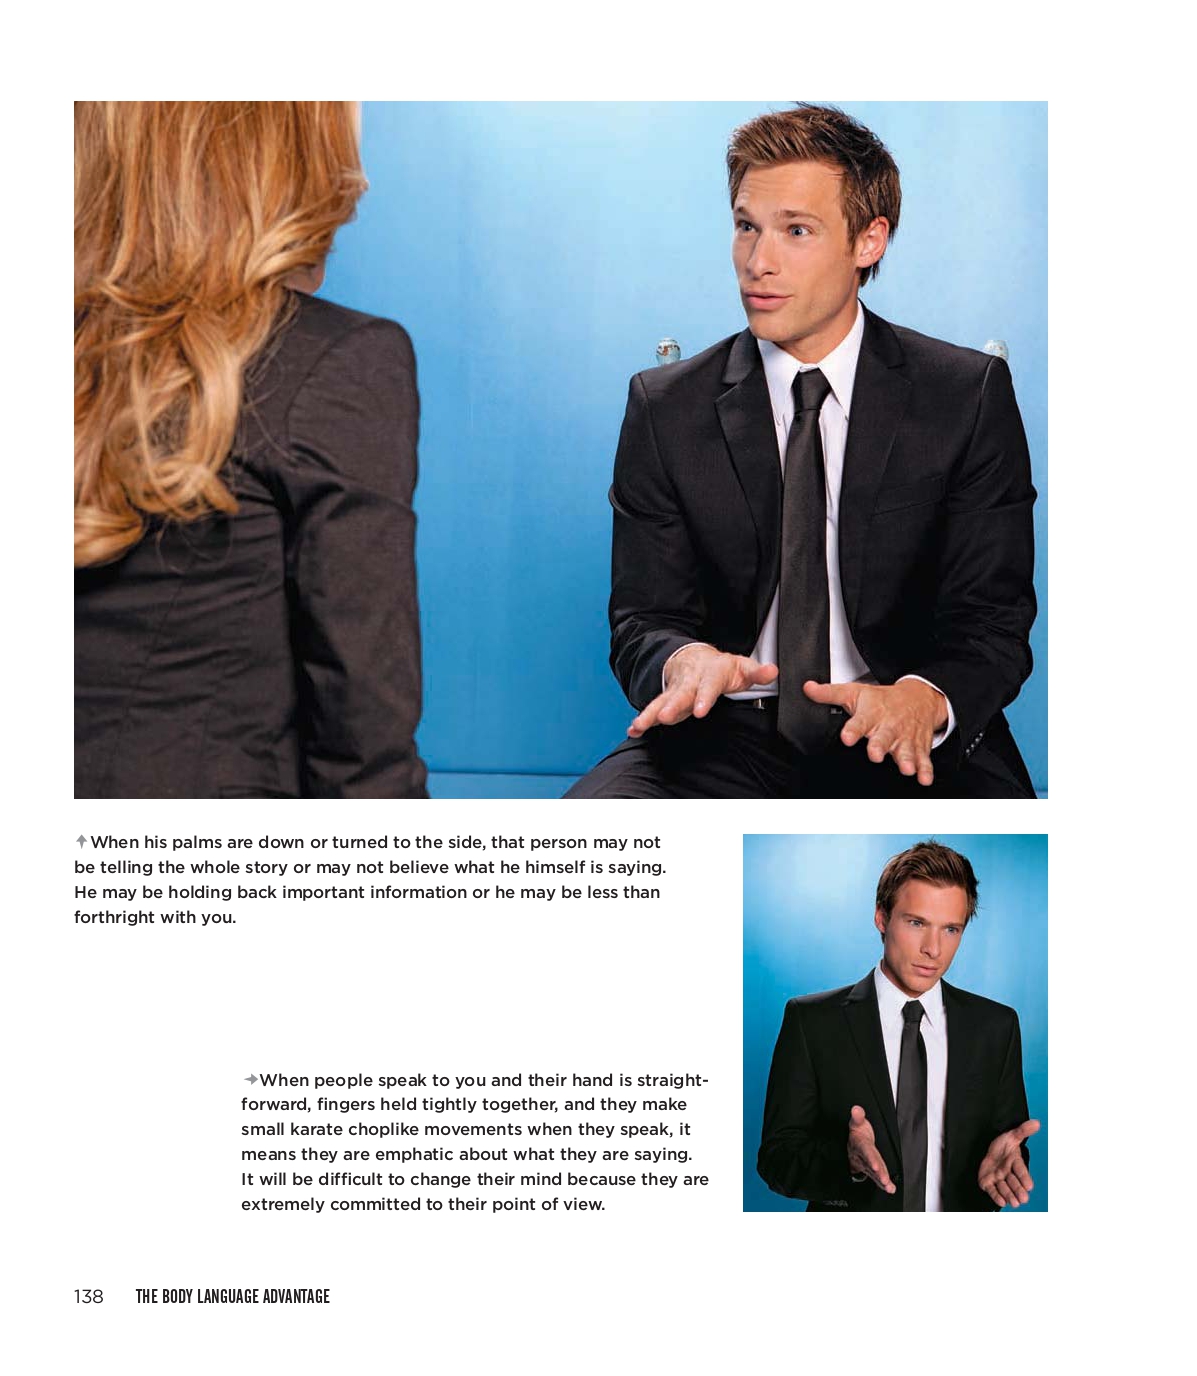 When his palms are down or turned to the side, that person may not
be telling the whole story or may not believe what he himself is saying.
He may be holding back important information or he may be less than
forthright with you.
When people speak to you and their hand is straight-
forward, fingers held tightly together, and they make
small karate choplike movements when they speak, it
means they are emphatic about what they are saying.
It will be difficult to change their mind because they are
extremely committed to their point of view.
138 THE BODY LANGUAGE ADVANTAGE